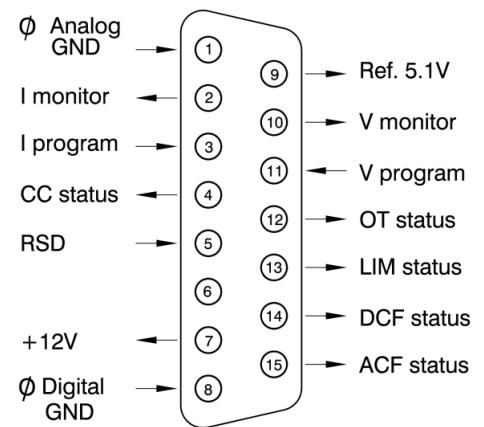 ϕ Analog
GND
1
I monitor
2
I program
3
CC status
4
RSD
5
6
+12V
7
ϕ Digital
GND
8
9
Ref. 5.1V
10
V monitor
11
V program
12
OT status
13
LIM status
14
DCF status
15
ACF status